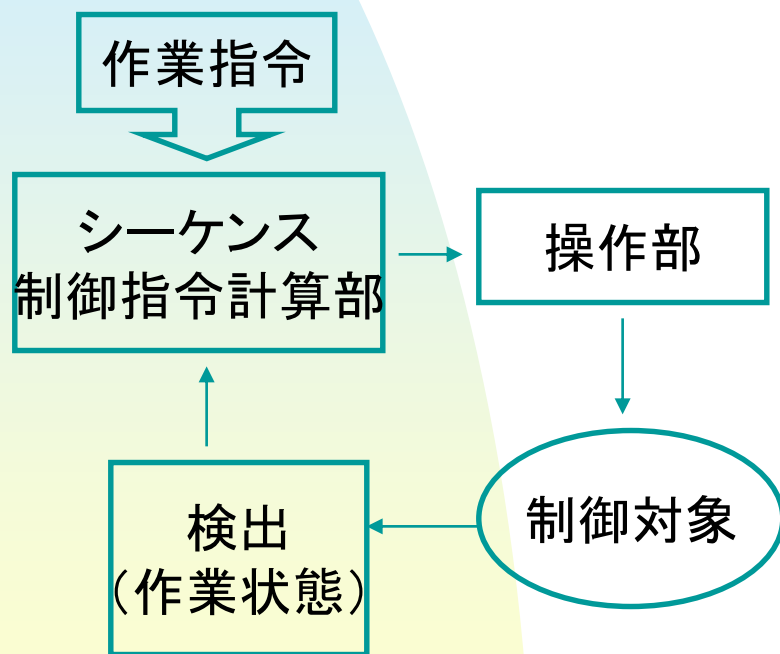 作業指令
シーケンス
制御指令計算部
操作部
制御対象
検出
（作業状態）